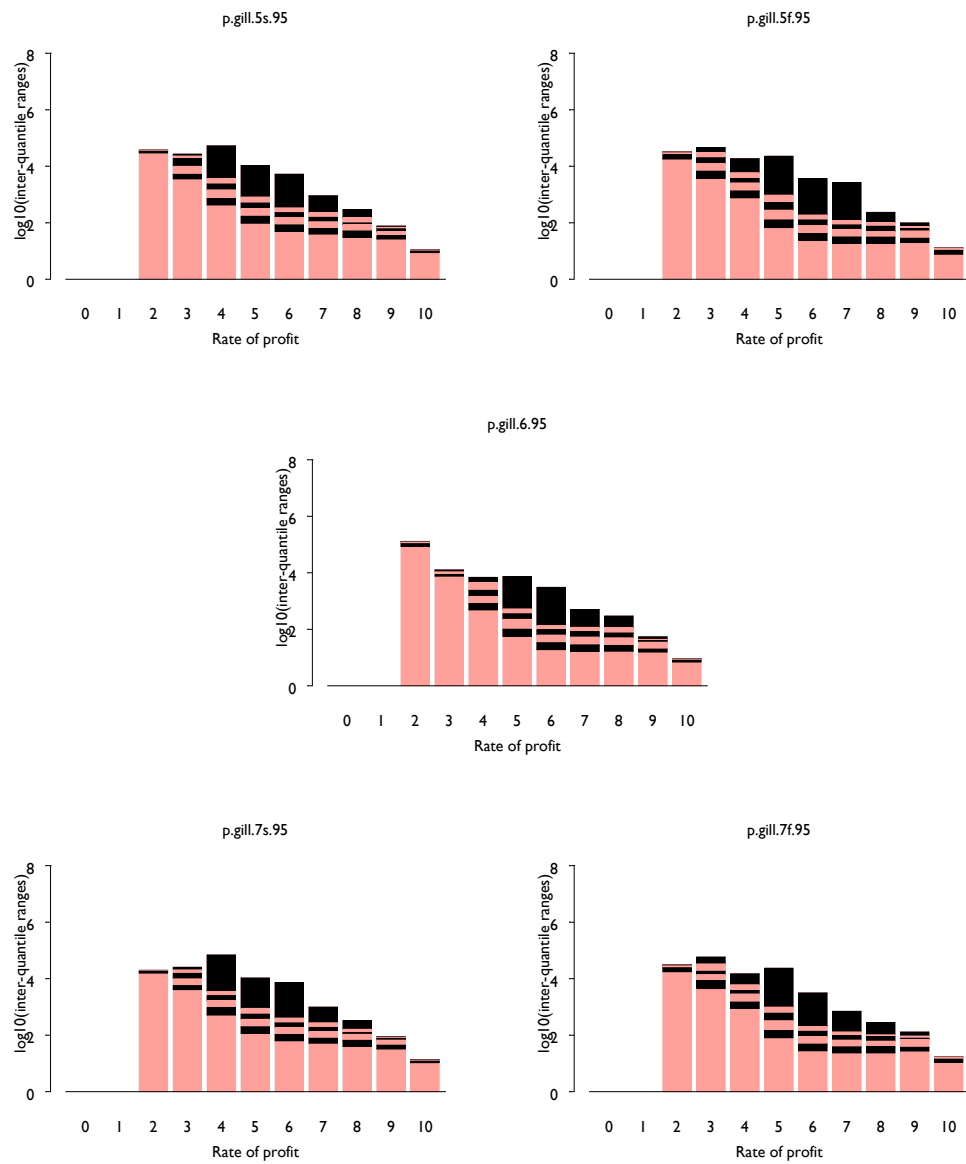 p.gill.5s.95
log10(inter-quantile ranges)
8
6
4
2
0
0 1 2 3 4 5 6 7 8 9 10
Rate of profit
p.gill.5f.95
log10(inter-quantile ranges)
8
6
4
2
0
0 1 2 3 4 5 6 7 8 9 10
Rate of profit
p.gill.6.95
log10(inter-quantile ranges)
8
6
4
2
0
0 1 2 3 4 5 6 7 8 9 10
Rate of profit
p.gill.7s.95
log10(inter-quantile ranges)
8
6
4
2
0
0 1 2 3 4 5 6 7 8 9 10
Rate of profit
p.gill.7f.95
log10(inter-quantile ranges)
8
6
4
2
0
0 1 2 3 4 5 6 7 8 9 10
Rate of profit